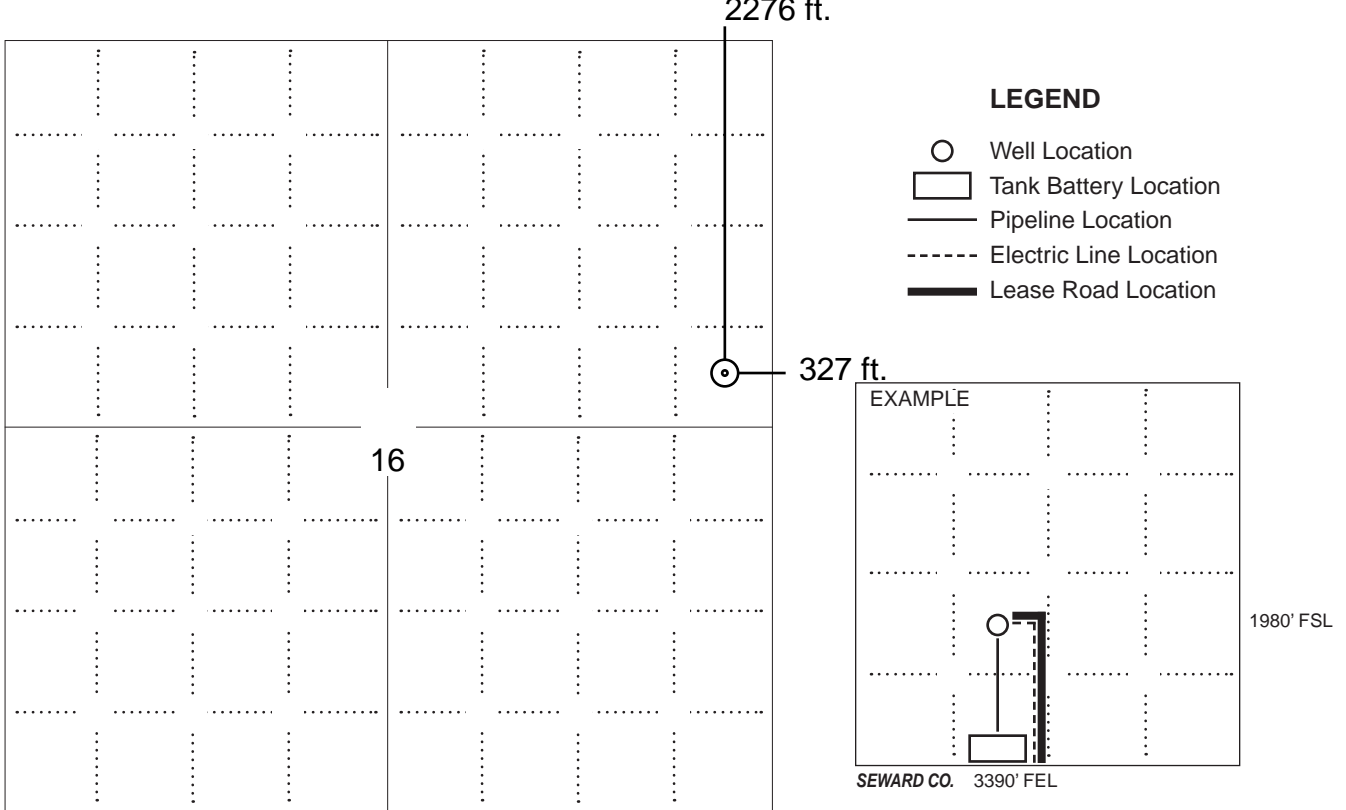 2276 ft.
LEGEND
Well Location
Tank Battery Location
Pipeline Location
Electric Line Location
Lease Road Location
327 ft.
EXAMPLE
16
1980' FSL
SEWARD CO. 3390' FEL